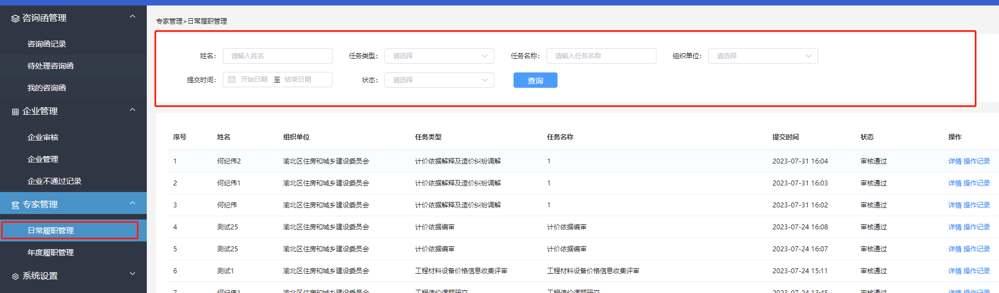 咨询函管理
咨询函记录
待处理咨询函
我的咨询函
企业管理
企业审核
企业管理
企业不通过记录
专家管理
日常履职管理
年度履职管理
系统设置
专家管理>日常履职管理
姓名： 请输入姓名 任务类型： 请选择 任务名称： 请输入任务名称 组织单位： 请选择
提交时间： 开始日期 至 结束日期 状态： 请选择 查询
序号 姓名 组织单位 任务类型 任务名称 提交时间 状态 操作
1 何纪伟2 渝北区住房和城乡建设委员会 计价依据解释及造价纠纷调解 1 2023-07-31 16:04 审核通过 详情 操作记录
2 何纪伟1 渝北区住房和城乡建设委员会 计价依据解释及造价纠纷调解 1 2023-07-31 16:03 审核通过 详情 操作记录
3 何纪伟 渝北区住房和城乡建设委员会 计价依据解释及造价纠纷调解 1 2023-07-31 16:02 审核通过 详情 操作记录
4 测试25 渝北区住房和城乡建设委员会 计价依据编审 计价依据编审 2023-07-24 16:08 审核通过 详情 操作记录
5 测试25 渝北区住房和城乡建设委员会 计价依据编审 计价依据编审 2023-07-24 16:07 审核通过 详情 操作记录
6 测试1 渝北区住房和城乡建设委员会 工程材料设备价格信息收集评审 工程材料设备价格信息收集评审 2023-07-24 15:11 审核通过 详情 操作记录
7 何纪伟1 渝北区住房和城乡建设委员会 工程造价课题研究 工程造价课题研究 2023-07-24 13:45 审核通过 详情 操作记录